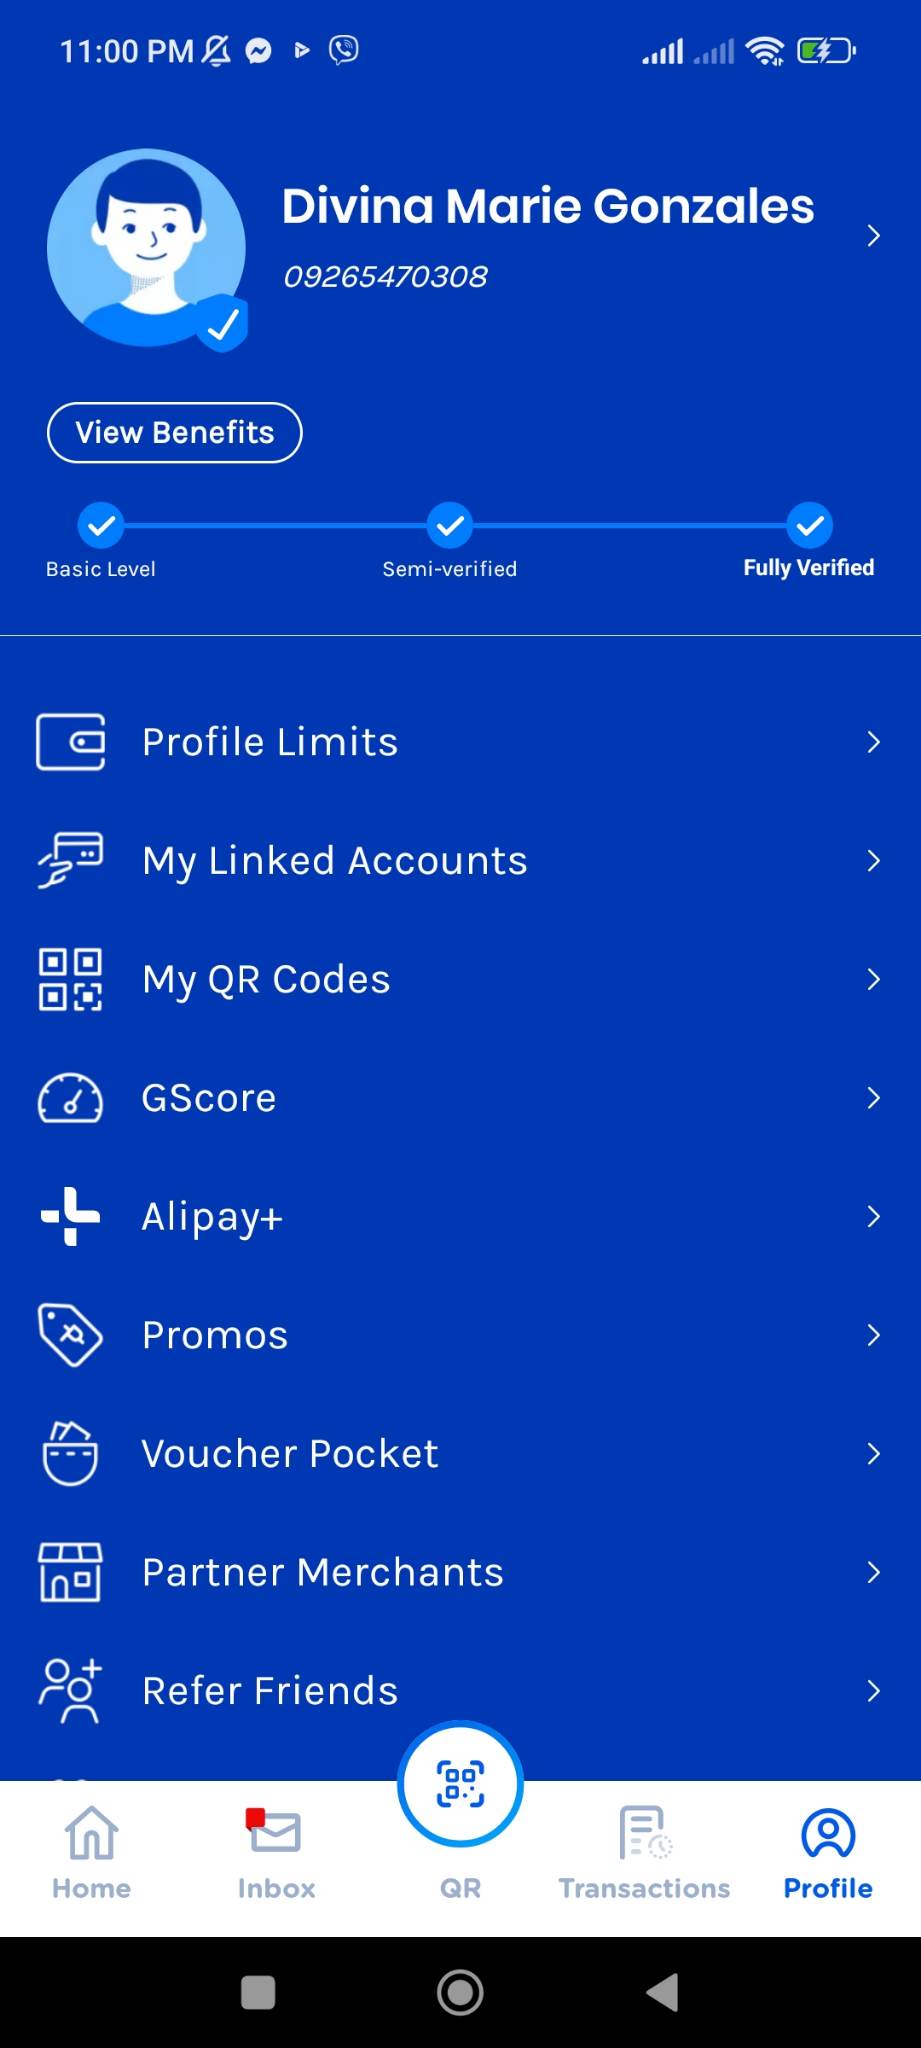 11:00 PM
Divina Marie Gonzales
09265470308
View Benefits
Basic Level
Semi-verified
Fully Verified
Profile Limits
My Linked Accounts
My QR Codes
GScore
Alipay+
Promos
Voucher Pocket
Partner Merchants
Refer Friends
Home
Inbox
QR
Transactions
Profile